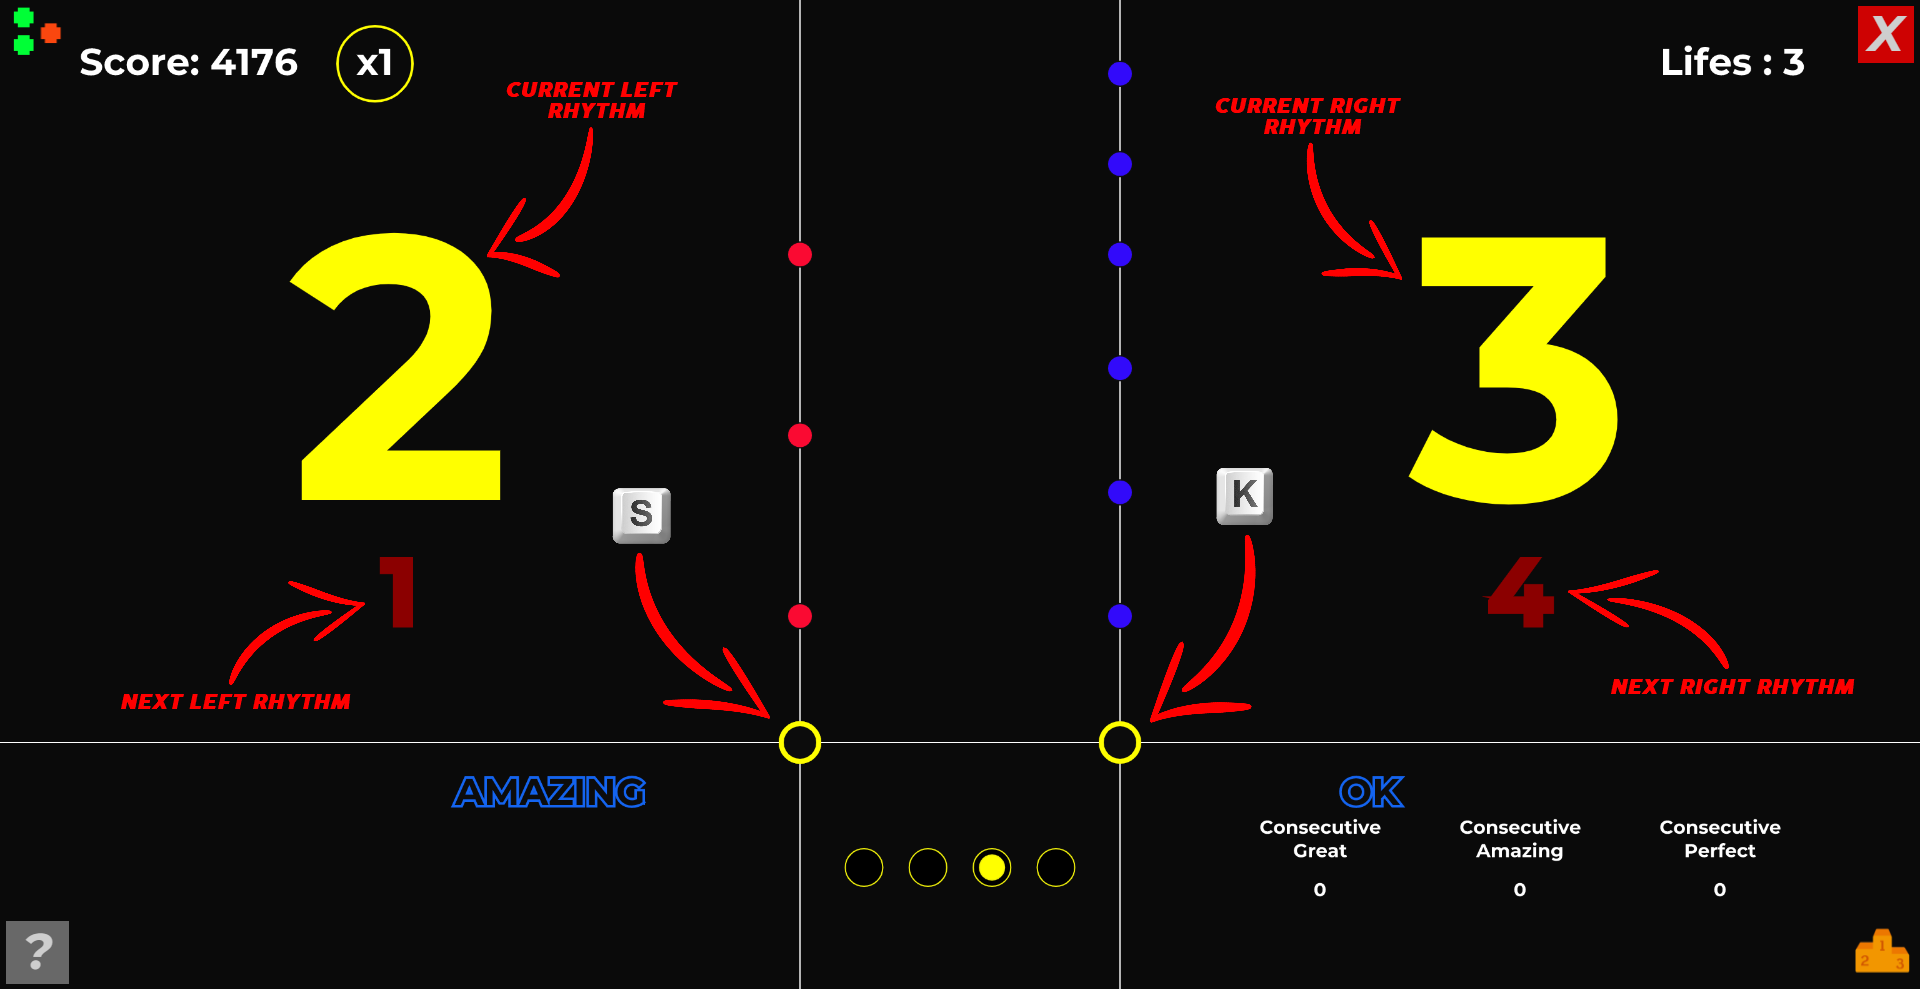 Score: 4176
x1
Lifes : 3
X
CURRENT LEFT
RHYTHM
CURRENT RIGHT
RHYTHM
2
3
S
K
1
4
NEXT LEFT RHYTHM
NEXT RIGHT RHYTHM
AMAZING
OK
Consecutive
Great
Consecutive
Amazing
Consecutive
Perfect
0
0
0
?
1
2
3